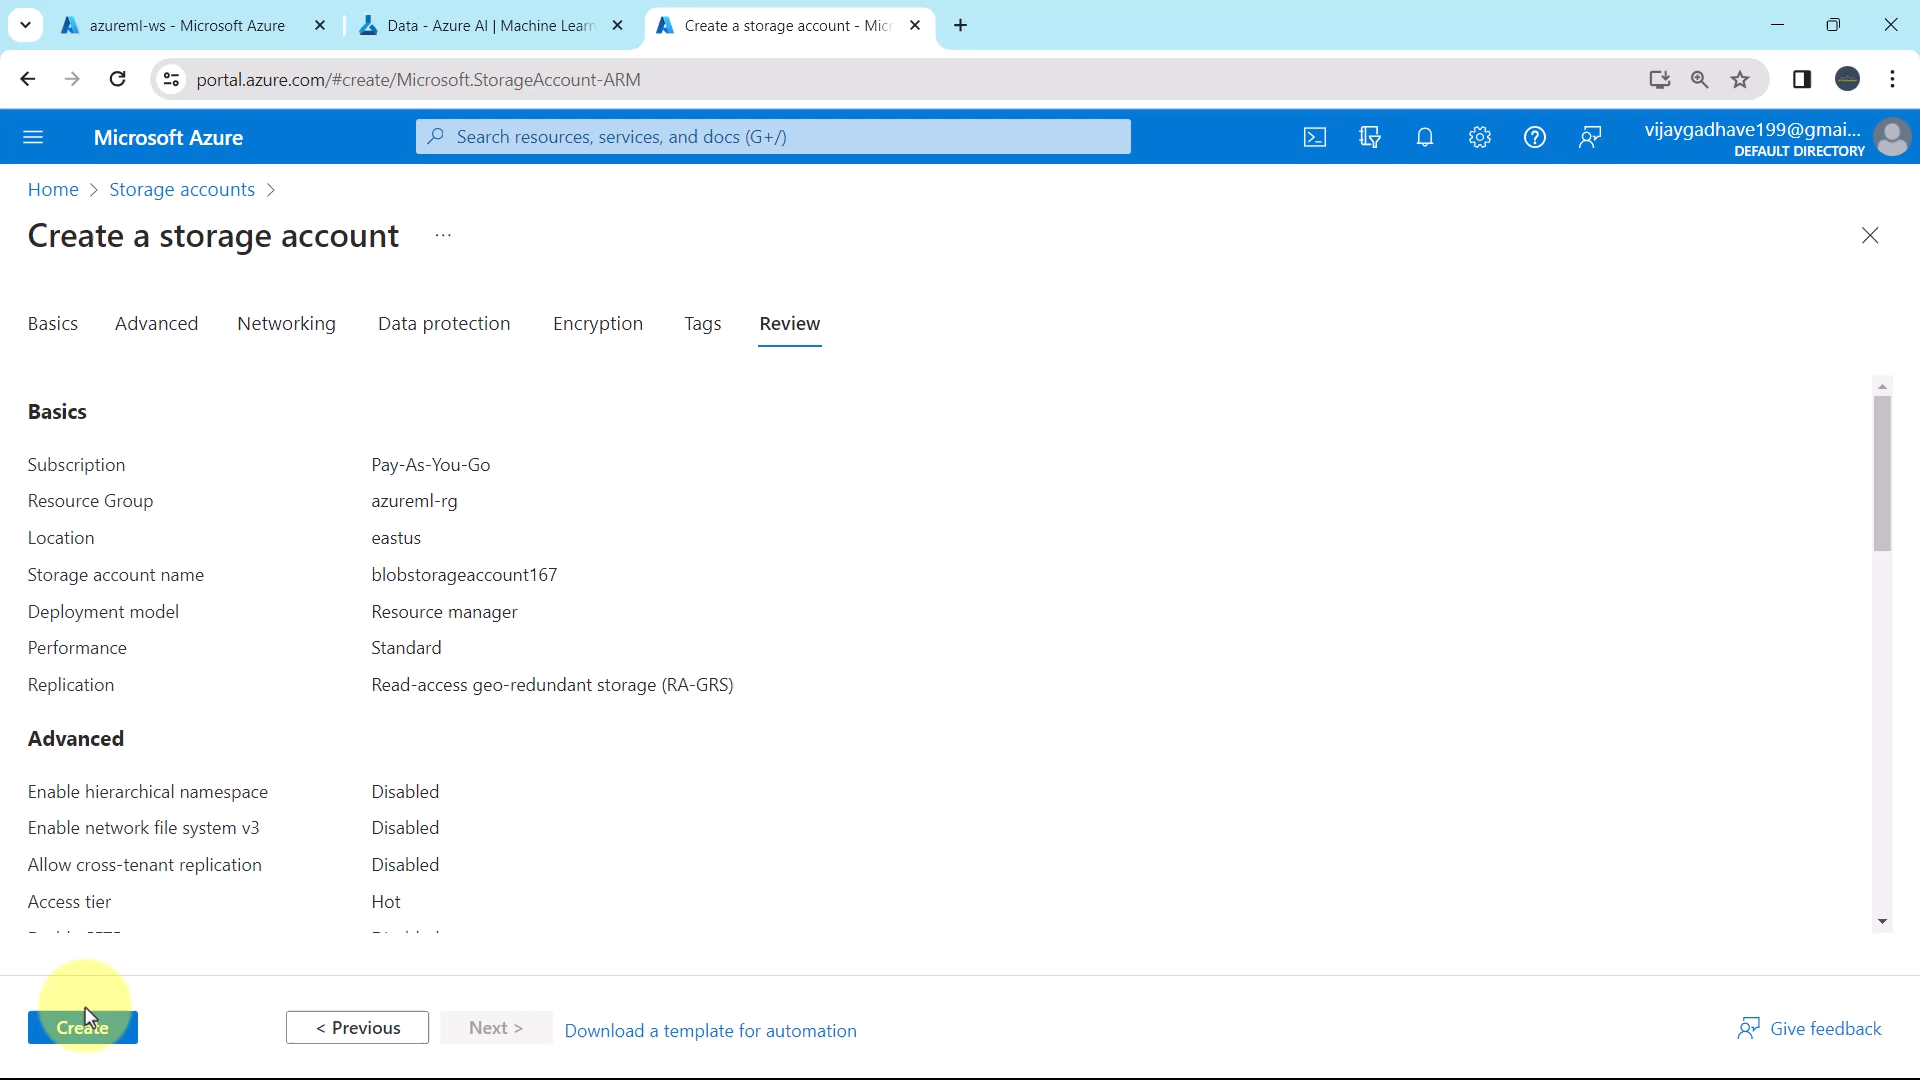 azureml-ws - Microsoft Azure
Data - Azure AI | Machine Learn
Create a storage account - Micr
portal.azure.com/#create/Microsoft.StorageAccount-ARM
Microsoft Azure
Search resources, services, and docs (G+/)
vijaygadhave199@gmai...
DEFAULT DIRECTORY
Home > Storage accounts >
Create a storage account ...
Basics Advanced Networking Data protection Encryption Tags Review
Basics
Subscription Pay-As-You-Go
Resource Group azureml-rg
Location eastus
Storage account name blobstorageaccount167
Deployment model Resource manager
Performance Standard
Replication Read-access geo-redundant storage (RA-GRS)
Advanced
Enable hierarchical namespace Disabled
Enable network file system v3 Disabled
Allow cross-tenant replication Disabled
Access tier Hot
Create < Previous Next > Download a template for automation Give feedback